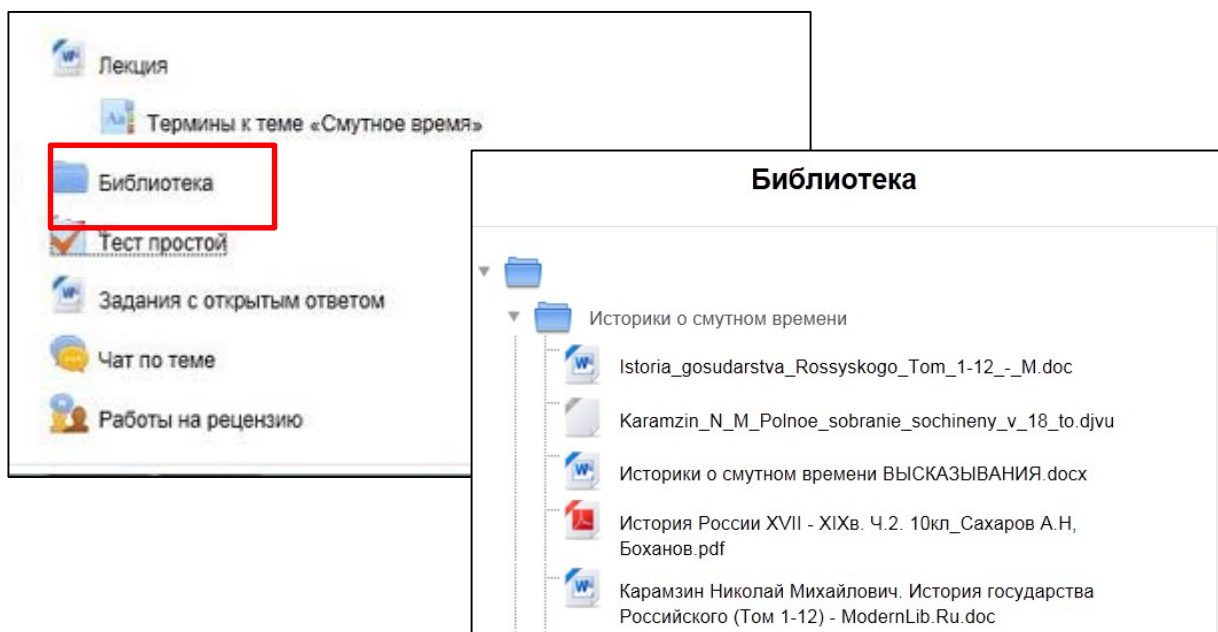 Лекция
Термины к теме «Смутное время»
Библиотека
Тест простой
Задания с открытым ответом
Чат по теме
Работы на рецензию
Библиотека
Историки о смутном времени
Istoria_gosudarstva_Rossyskogo_Tom_1-12_-_M.doc
Karamzin_N_M_Polnoe_sobranie_sochineny_v_18_to.djvu
Историки о смутном времени ВЫСКАЗЫВАНИЯ.docx
История России XVII - XIXв. Ч.2. 10кл_Сахаров А.Н,
Боханов.pdf
Карамзин Николай Михайлович. История государства
Российского (Том 1-12) - ModernLib.Ru.doc